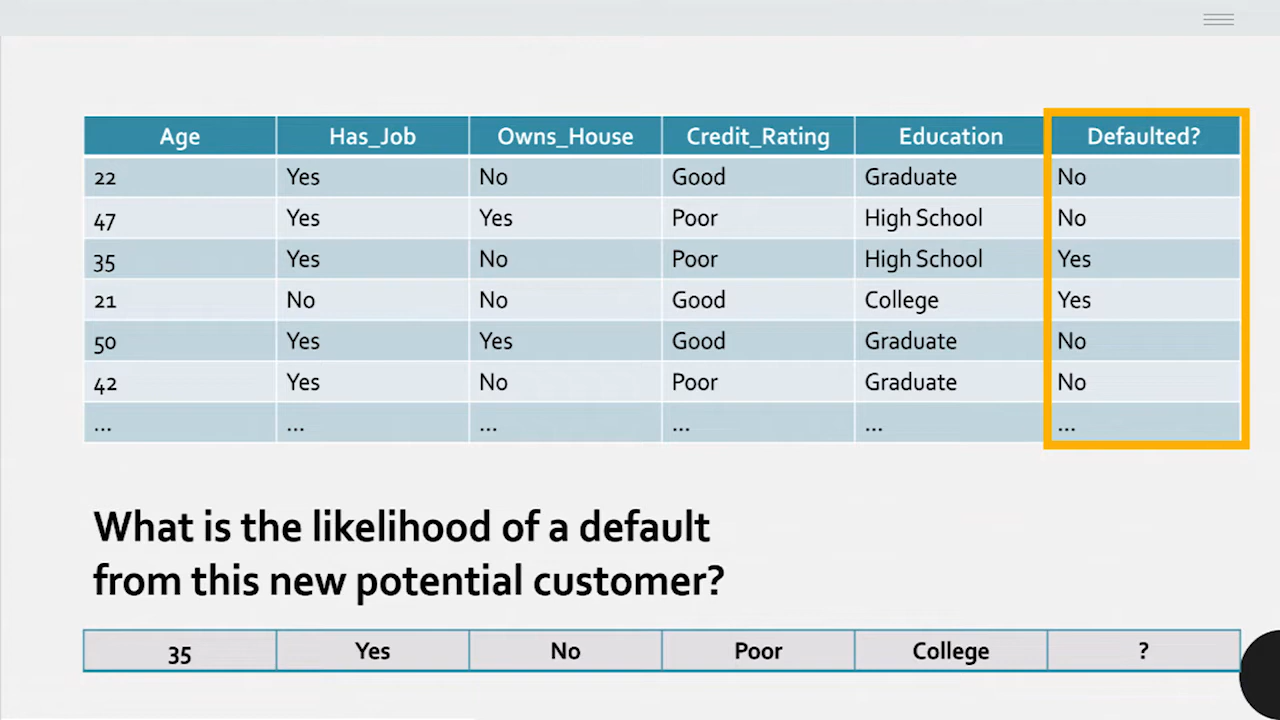 Age Has_Job Owns_House Credit_Rating Education Defaulted?
22 Yes No Good Graduate No
47 Yes Yes Poor High School No
35 Yes No Poor High School Yes
21 No No Good College Yes
50 Yes Yes Good Graduate No
42 Yes No Poor Graduate No
... ... ... ... ... ...
What is the likelihood of a default
from this new potential customer?
35 Yes No Poor College ?